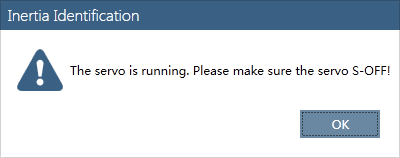 Inertia Identification
The servo is running. Please make sure the servo S-OFF!
OK